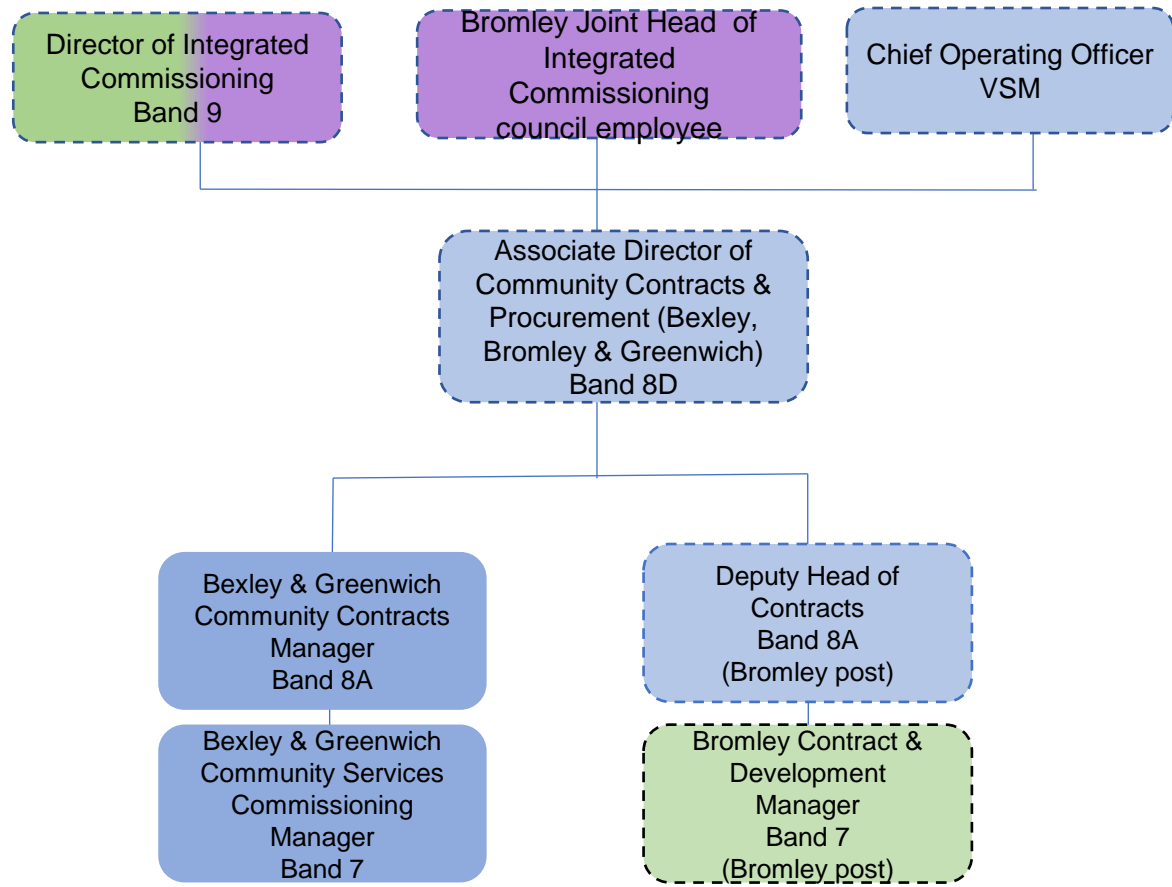 Director of Integrated
Commissioning
Band 9
Bromley Joint Head of
Integrated
Commissioning
council employee
Chief Operating Officer
VSM
Associate Director of
Community Contracts &
Procurement (Bexley,
Bromley & Greenwich)
Band 8D
Bexley & Greenwich
Community Contracts
Manager
Band 8A
Deputy Head of
Contracts
Band 8A
(Bromley post)
Bexley & Greenwich
Community Services
Commissioning
Manager
Band 7
Bromley Contract &
Development
Manager
Band 7
(Bromley post)